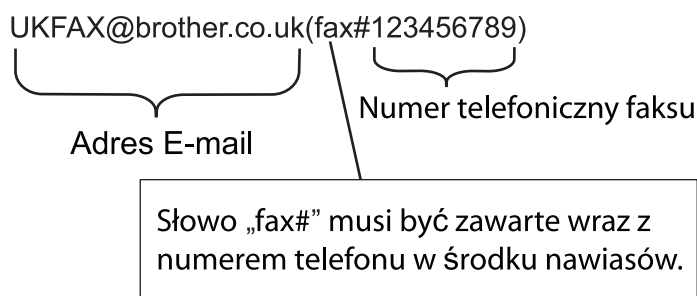 UKFAX@brother.co.uk(fax#123456789)
Numer telefoniczny faksu
Adres E-mail
Słowo „fax#” musi być zawarte wraz z
numerem telefonu w środku nawiasów.